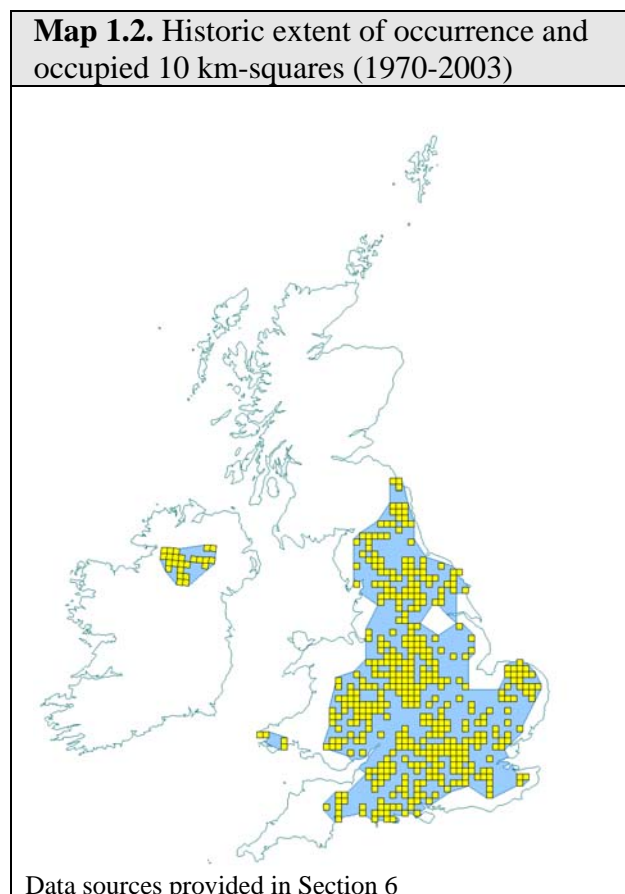 Map 1.2. Historic extent of occurrence and
occupied 10 km-squares (1970-2003)
Data sources provided in Section 6